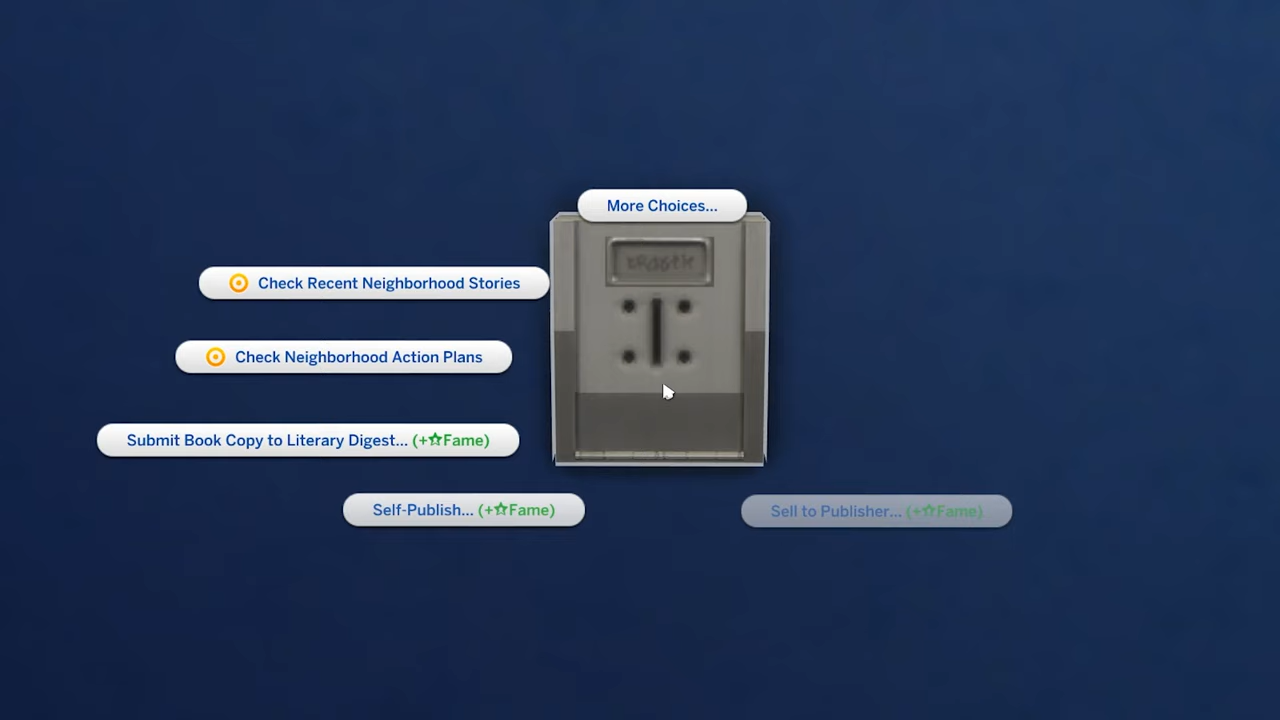 More Choices...
Check Recent Neighborhood Stories
Check Neighborhood Action Plans
Submit Book Copy to Literary Digest... (+☆Fame)
Self-Publish... (+☆Fame)
Sell to Publisher... (+☆Fame)